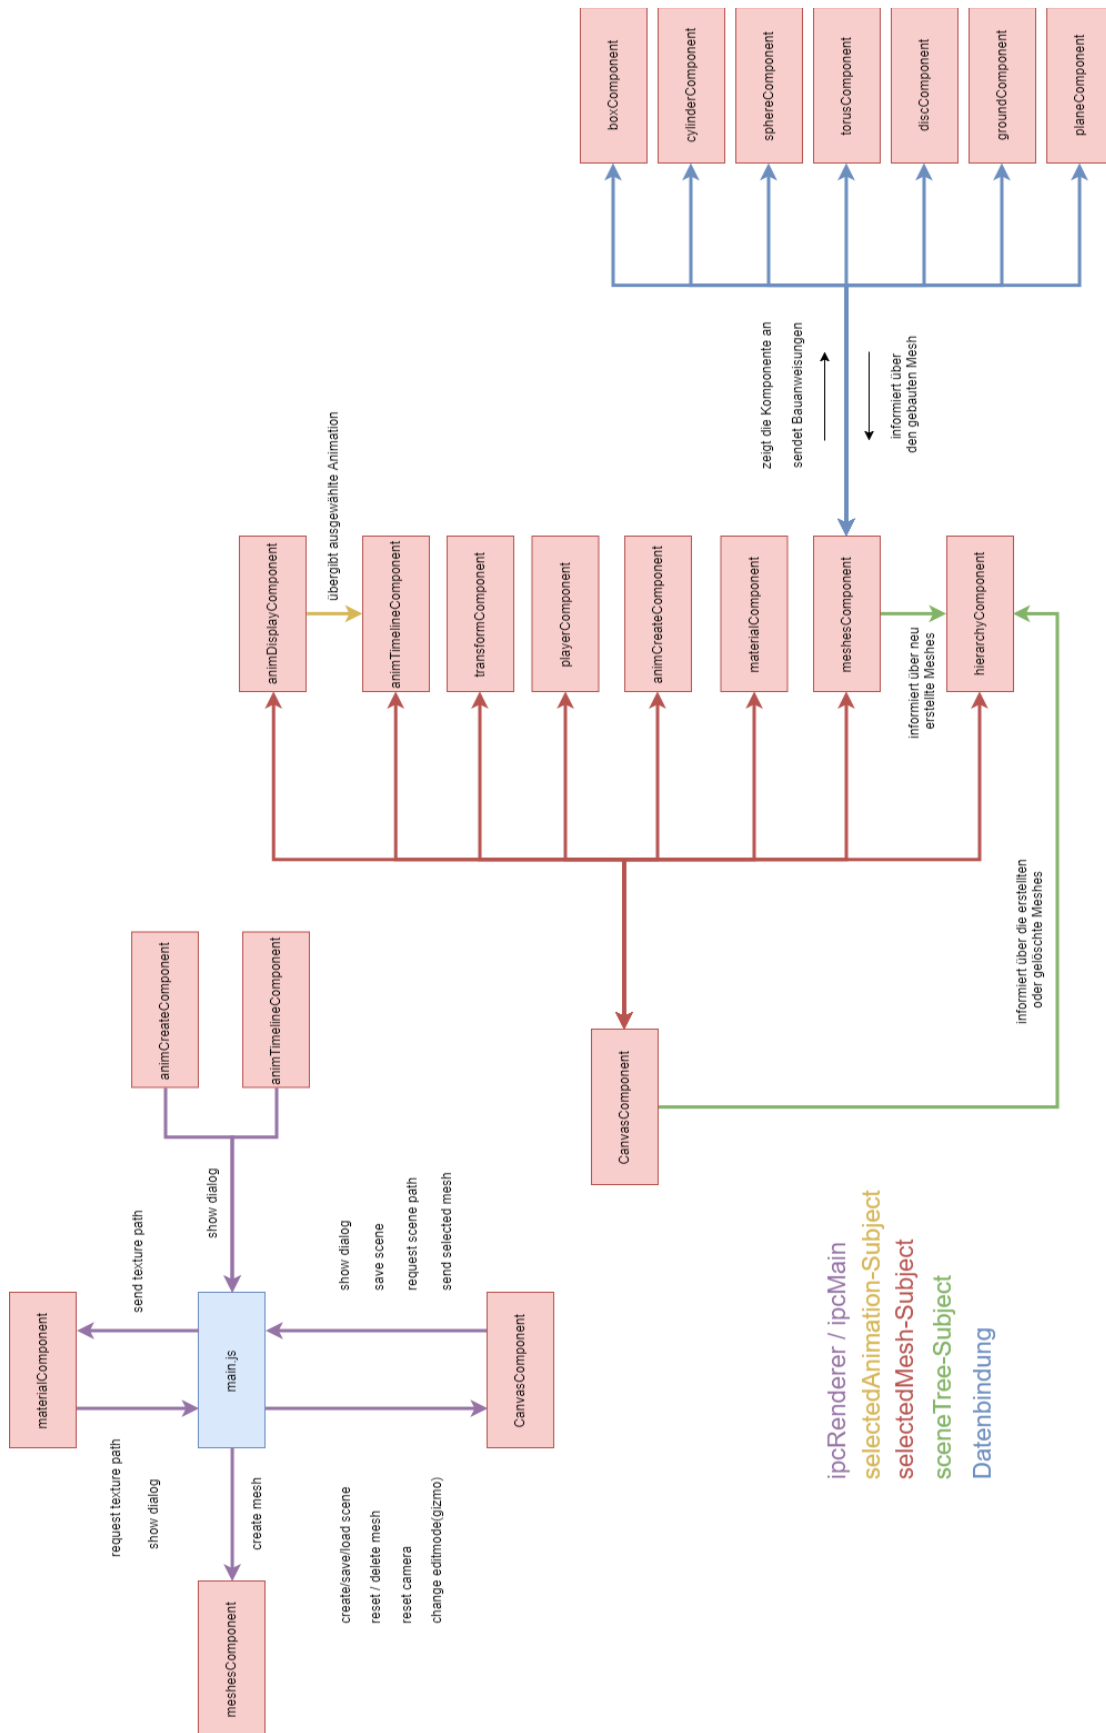 materialComponent
request texture path
show dialog
send texture path
animCreateComponent
show dialog
animTimelineComponent
meshesComponent
create mesh
main.js
create/save/load scene
reset / delete mesh
reset camera
change editmode(gizmo)
show dialog
save scene
request scene path
send selected mesh
CanvasComponent
animDisplayComponent
übergibt ausgewählte Animation
animTimelineComponent
transformComponent
playerComponent
animCreateComponent
materialComponent
meshesComponent
informiert über neu
erstellte Meshes
hierarchyComponent
CanvasComponent
informiert über die erstellten
oder gelöschte Meshes
zeigt die Komponente an
sendet Bauanweisungen
informiert über
den gebauten Mesh
boxComponent
cylinderComponent
sphereComponent
torusComponent
discComponent
groundComponent
planeComponent
ipcRenderer / ipcMain
selectedAnimation-Subject
selectedMesh-Subject
sceneTree-Subject
Datenbindung